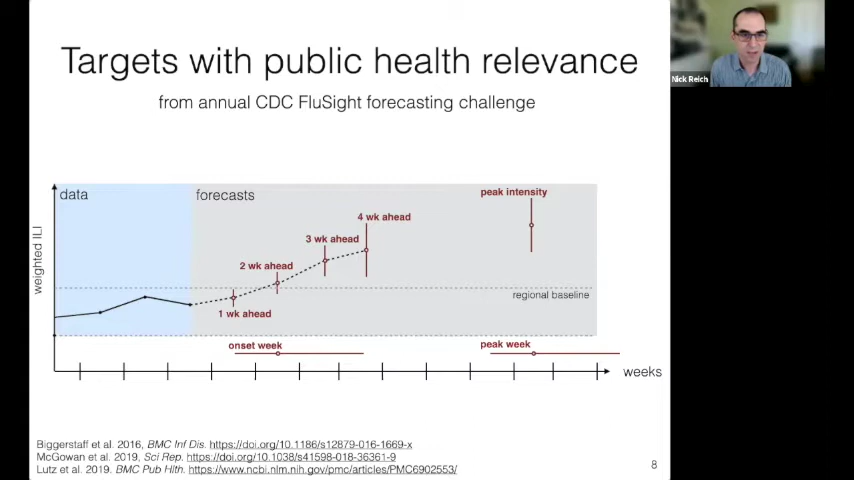 Targets with public health relevance
from annual CDC FluSight forecasting challenge
Nick Reich
data
forecasts
peak intensity
4 wk ahead
3 wk ahead
2 wk ahead
1 wk ahead
weighted ILI
regional baseline
onset week
peak week
weeks
Biggerstaff et al. 2016, BMC Inf Dis. https://doi.org/10.1186/s12879-016-1669-x
McGowan et al. 2019, Sci Rep. https://doi.org/10.1038/s41598-018-36361-9
Lutz et al. 2019. BMC Pub Hlth. https://www.ncbi.nlm.nih.gov/pmc/articles/PMC6902553/
8